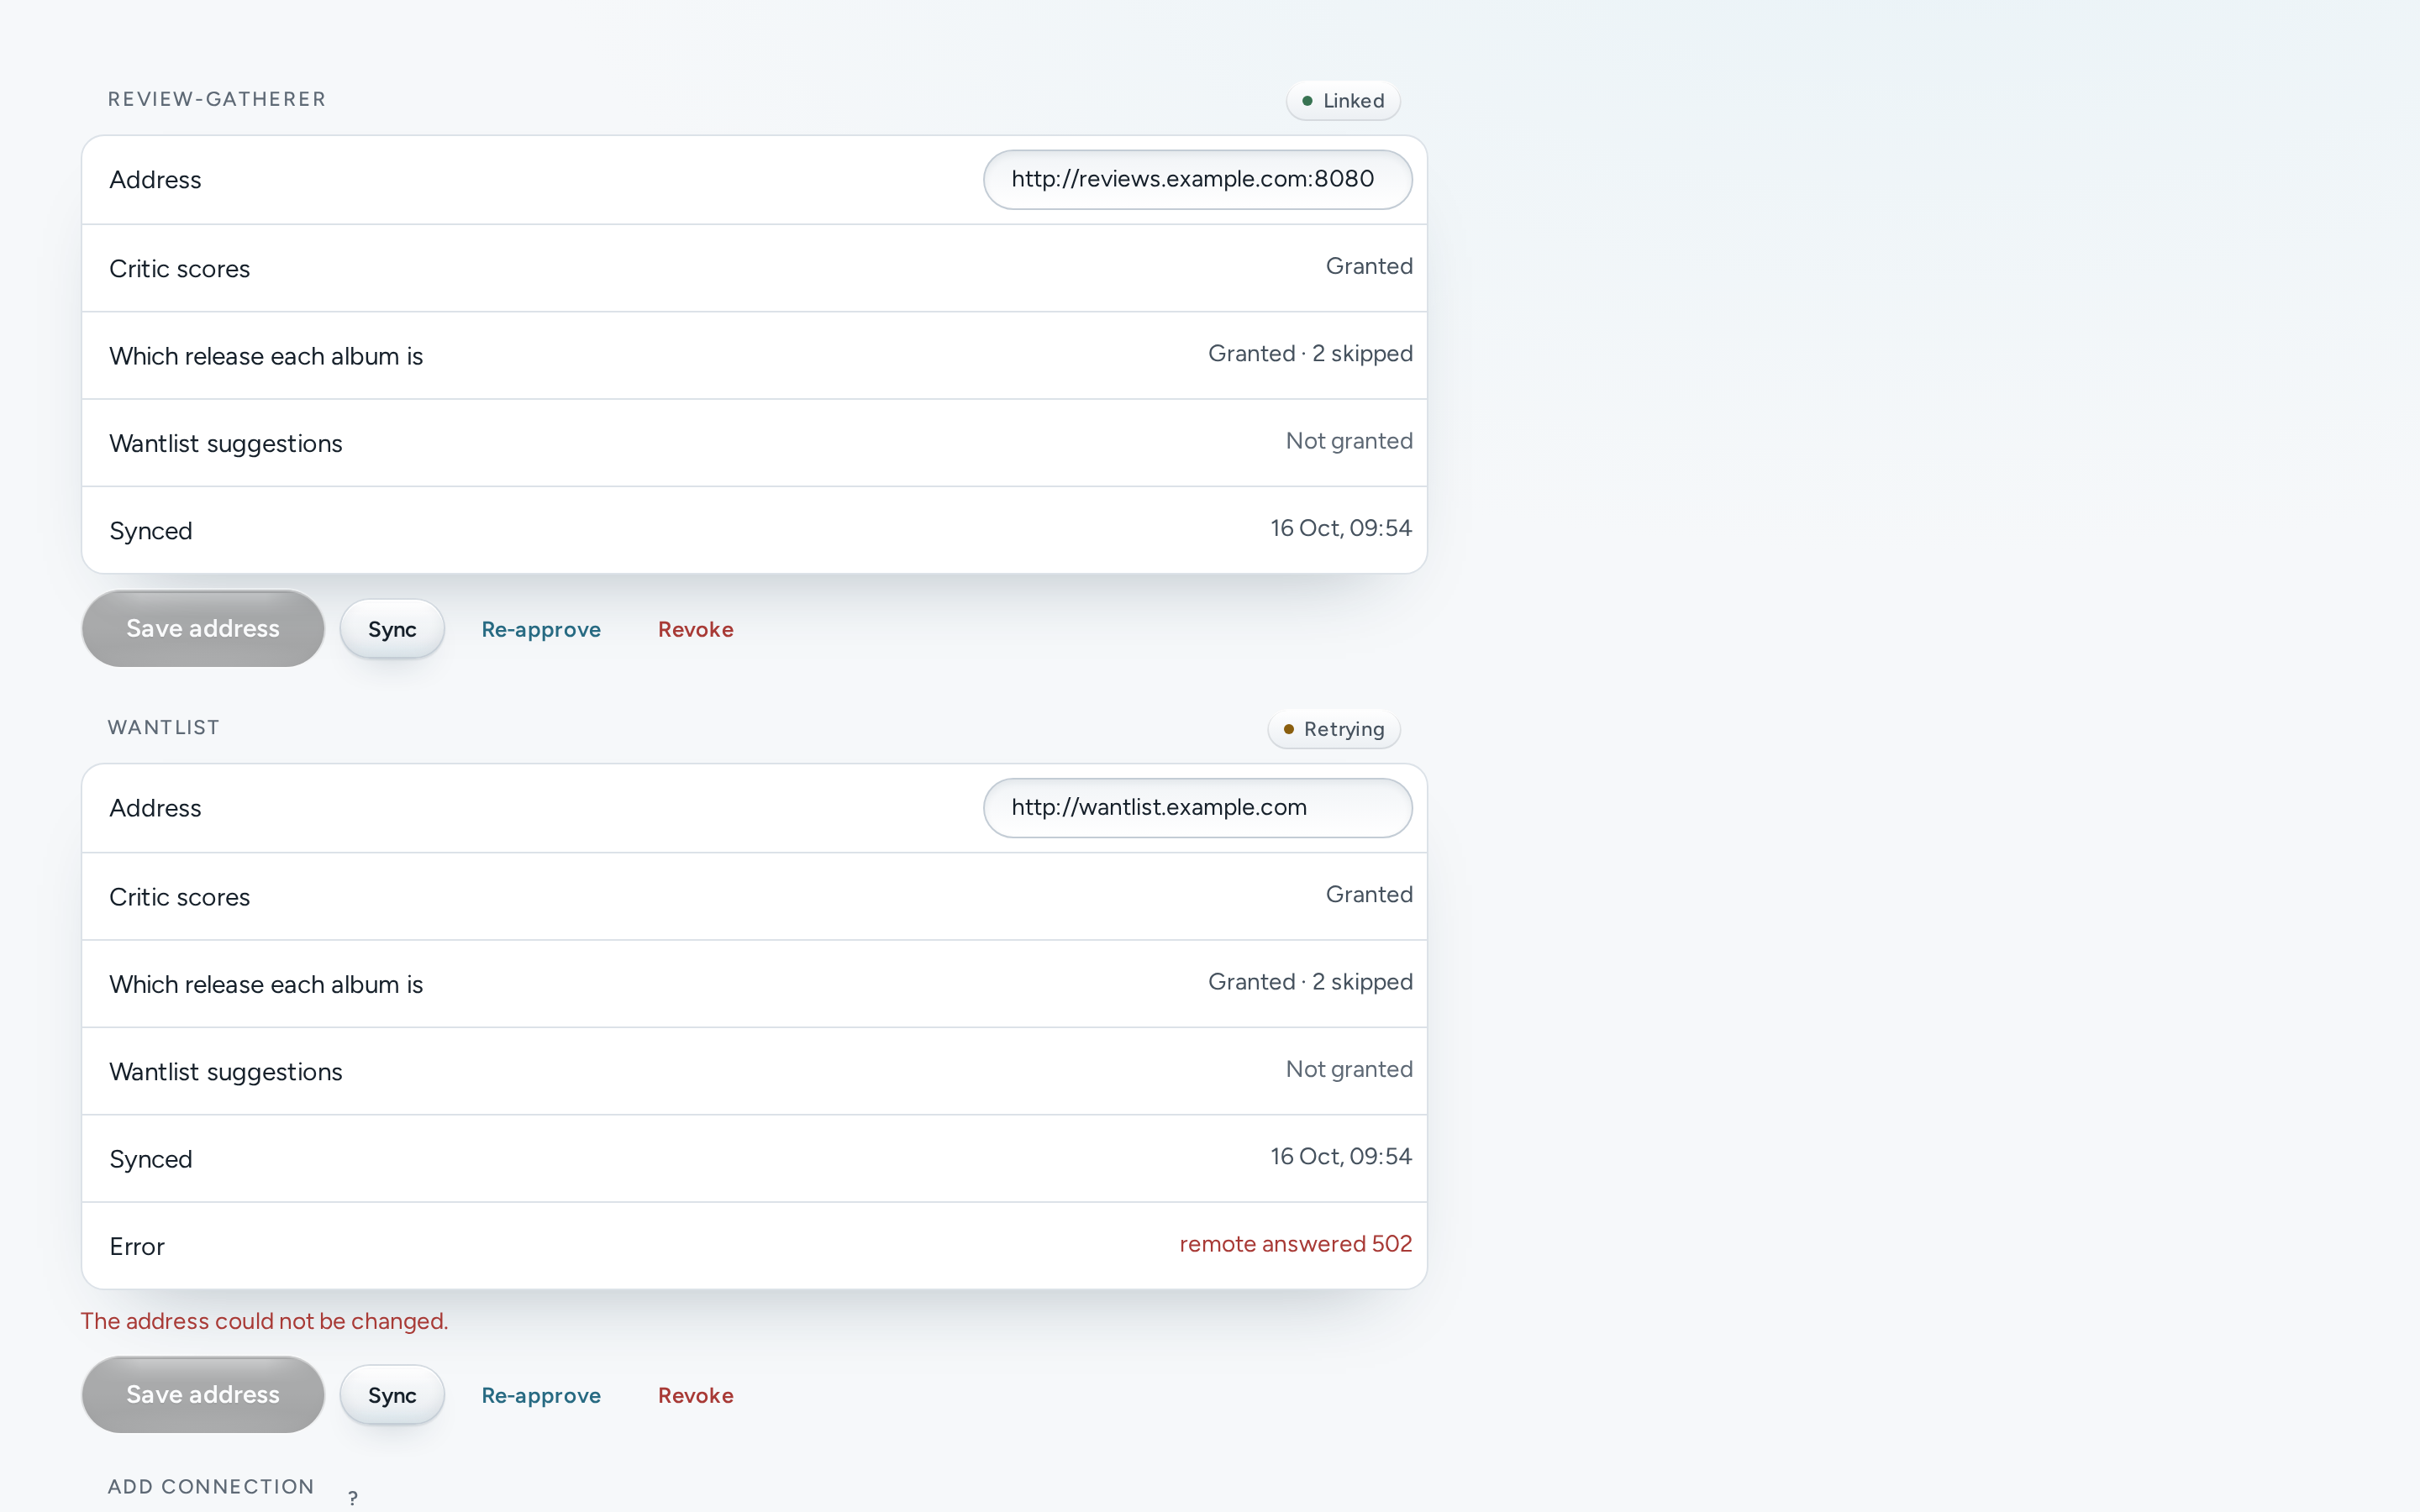 REVIEW-GATHERER
Linked
Address
http://reviews.example.com:8080
Critic scores
Granted
Which release each album is
Granted · 2 skipped
Wantlist suggestions
Not granted
Synced
16 Oct, 09:54
Save address
Sync
Re-approve
Revoke
WANTLIST
Retrying
Address
http://wantlist.example.com
Critic scores
Granted
Which release each album is
Granted · 2 skipped
Wantlist suggestions
Not granted
Synced
16 Oct, 09:54
Error
remote answered 502
The address could not be changed.
Save address
Sync
Re-approve
Revoke
ADD CONNECTION
?